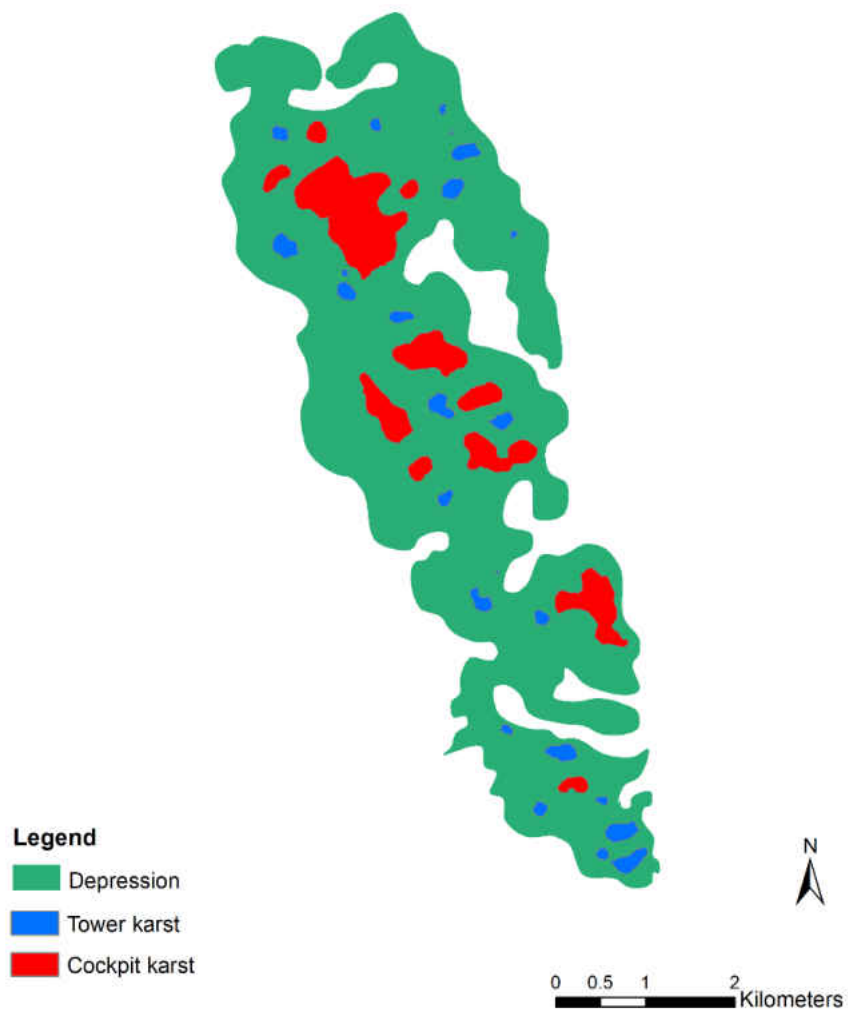 Legend
Depression
Tower karst
Cockpit karst
N
0 0.5 1 2
Kilometers